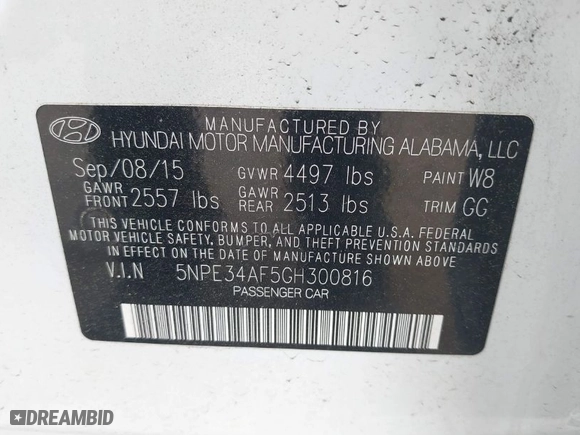 MANUFACTURED BY
HYUNDAI MOTOR MANUFACTURING ALABAMA, LLC
Sep/08/15 GVWR 4497 lbs PAINT W8
GAWR FRONT 2557 lbs GAWR REAR 2513 lbs TRIM GG
THIS VEHICLE CONFORMS TO ALL APPLICABLE U.S.A. FEDERAL
MOTOR VEHICLE SAFETY, BUMPER, AND THEFT PREVENTION STANDARDS
IN EFFECT ON THE DATE OF MANUFACTURE SHOWN ABOVE.
V.I.N 5NPE34AF5GH300816
PASSENGER CAR
DREAMBID